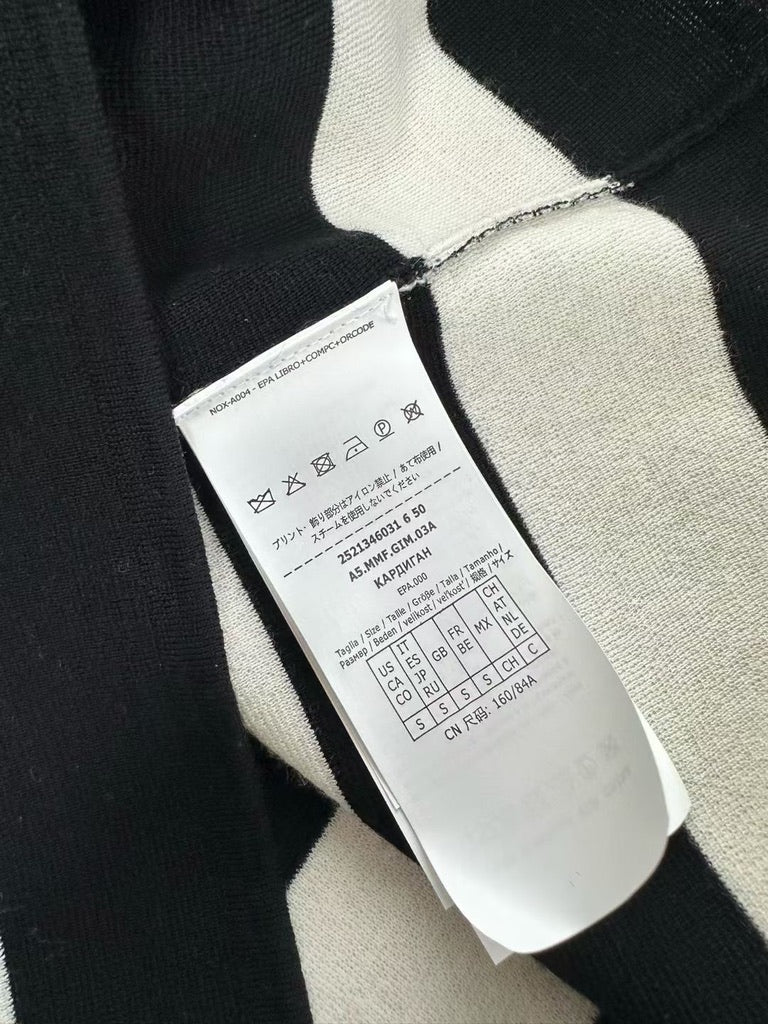 NOX-A004 - EPA LIBRO+COMPC+ORCODE
P
プリント・飾り部分はアイロン禁止 / あて布使用 /
スチームを使用しないでください
2521346031 6 50
A5.MMF.GIM.03A
КАРДИГАН
EPA.000
Taglia / Size / Taille / Größe / Talla / Tamanho /
Размер / Beden / velikost / veľkosť / 规格 / サイズ
US CA CO IT ES JP RU GB FR BE MX CH AT NL DE
S S S S CH C
CN 尺码: 160/84A